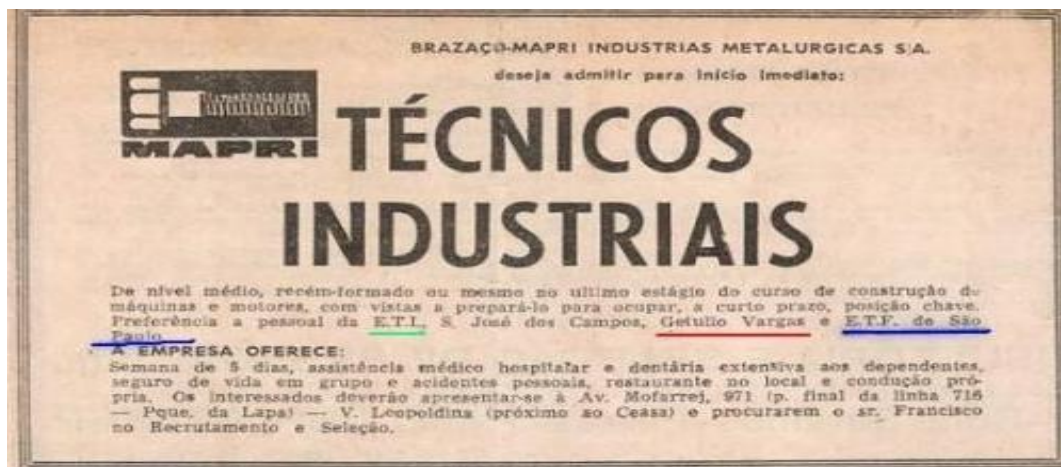 BRAZAÇO-MAPRI INDUSTRIAS METALURGICAS S/A.
deseja admitir para início imediato:
MAPRI
TÉCNICOS
INDUSTRIAIS
De nível médio, recém-formado ou mesmo no ultimo estágio do curso de construção de
máquinas e motores, com vistas a prepará-lo para ocupar, a curto prazo, posição chave.
Preferência a pessoal da E.T.I. S. José dos Campos, Getulio Vargas e E.T.F. de São
Paulo.
A EMPRESA OFERECE:
Semana de 5 dias, assistência médico hospitalar e dentária extensiva aos dependentes,
seguro de vida em grupo e acidentes pessoais, restaurante no local e condução pró-
pria. Os interessados deverão apresentar-se à Av. Mofarrej, 971 (p. final da linha 716
— Pque. da Lapa) — V. Leopoldina (próximo ao Ceasa) e procurarem o sr. Francisco
no Recrutamento e Seleção.